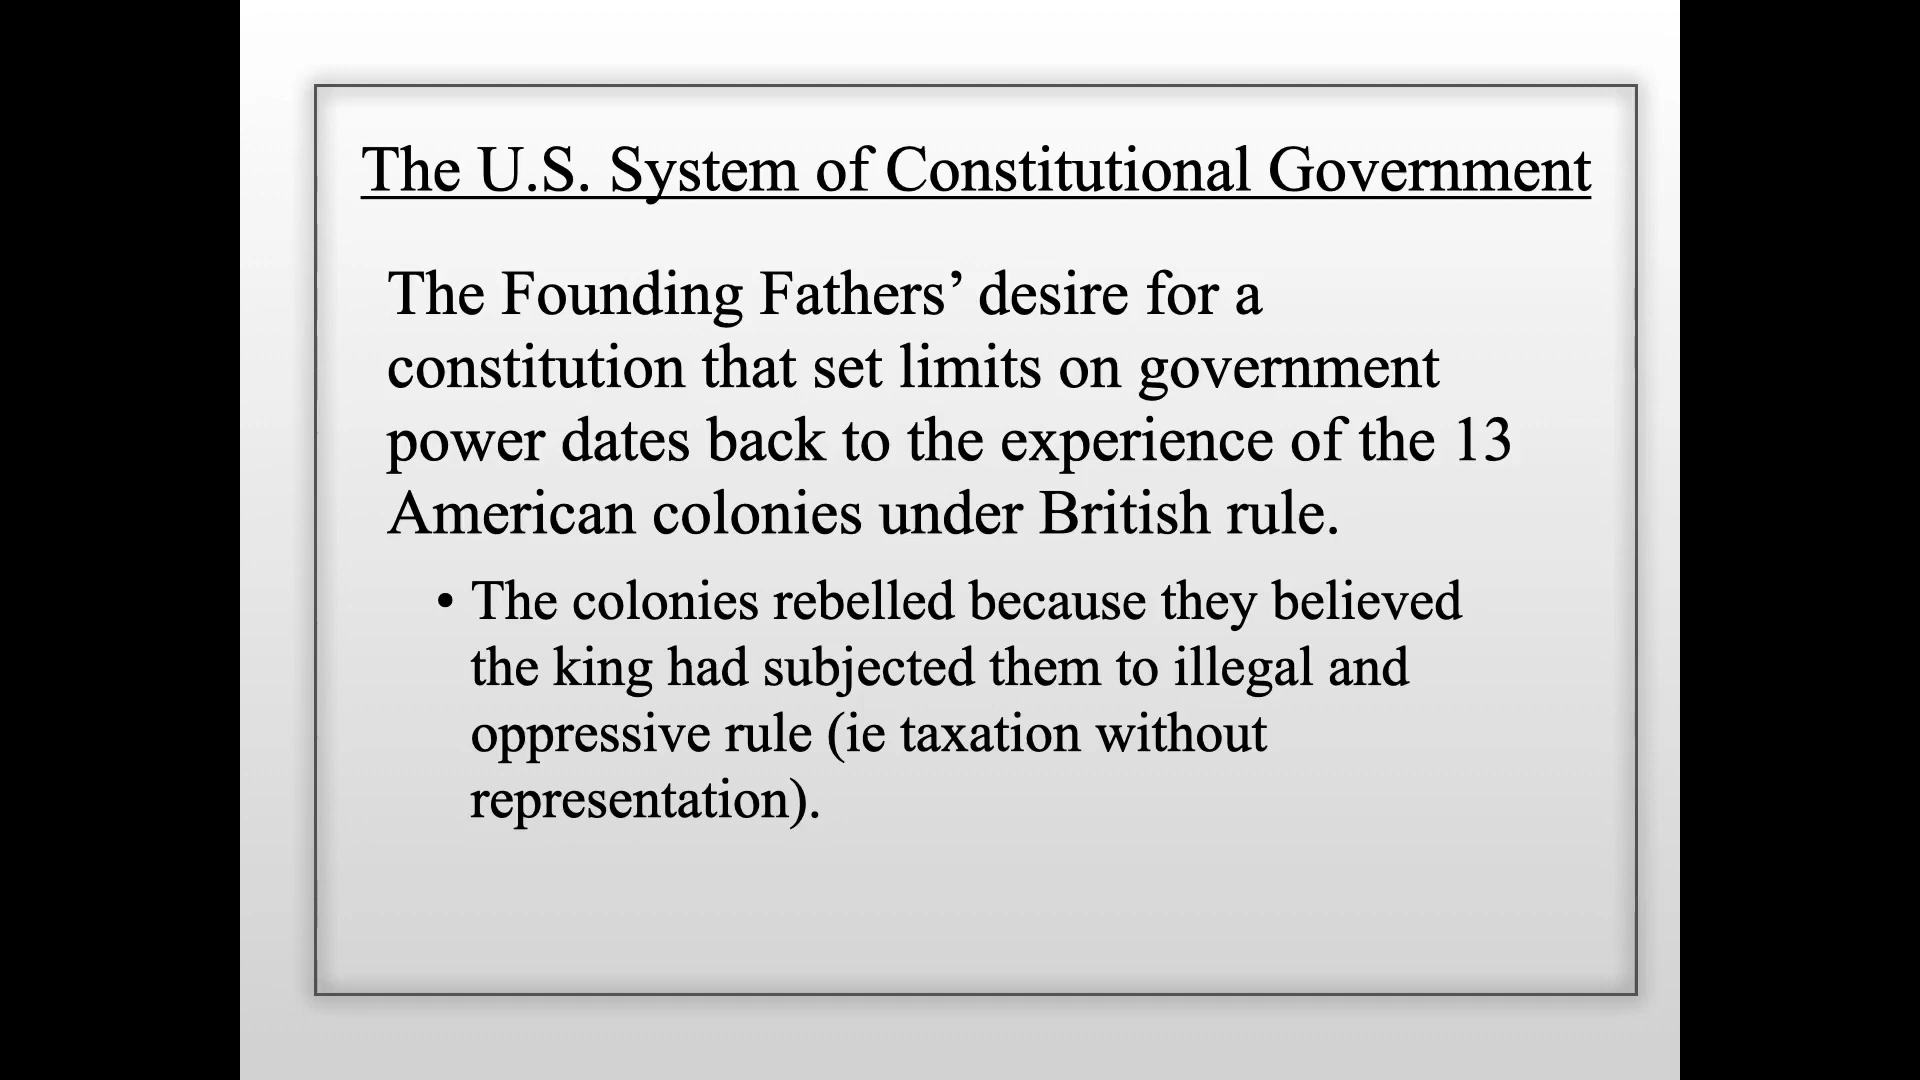 The U.S. System of Constitutional Government
The Founding Fathers’ desire for a
constitution that set limits on government
power dates back to the experience of the 13
American colonies under British rule.
• The colonies rebelled because they believed
the king had subjected them to illegal and
oppressive rule (ie taxation without
representation).